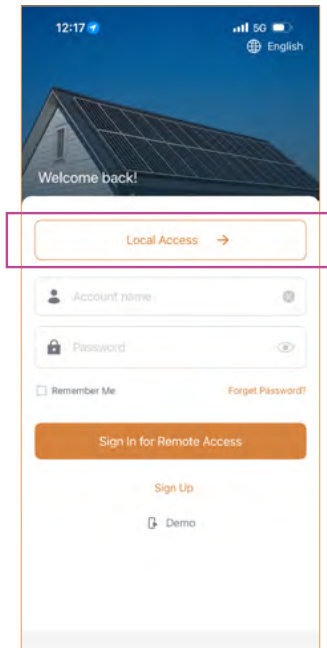 12:17
5G
English
Welcome back!
Local Access →
Account name
Password
Remember Me
Forget Password?
Sign In for Remote Access
Sign Up
Demo